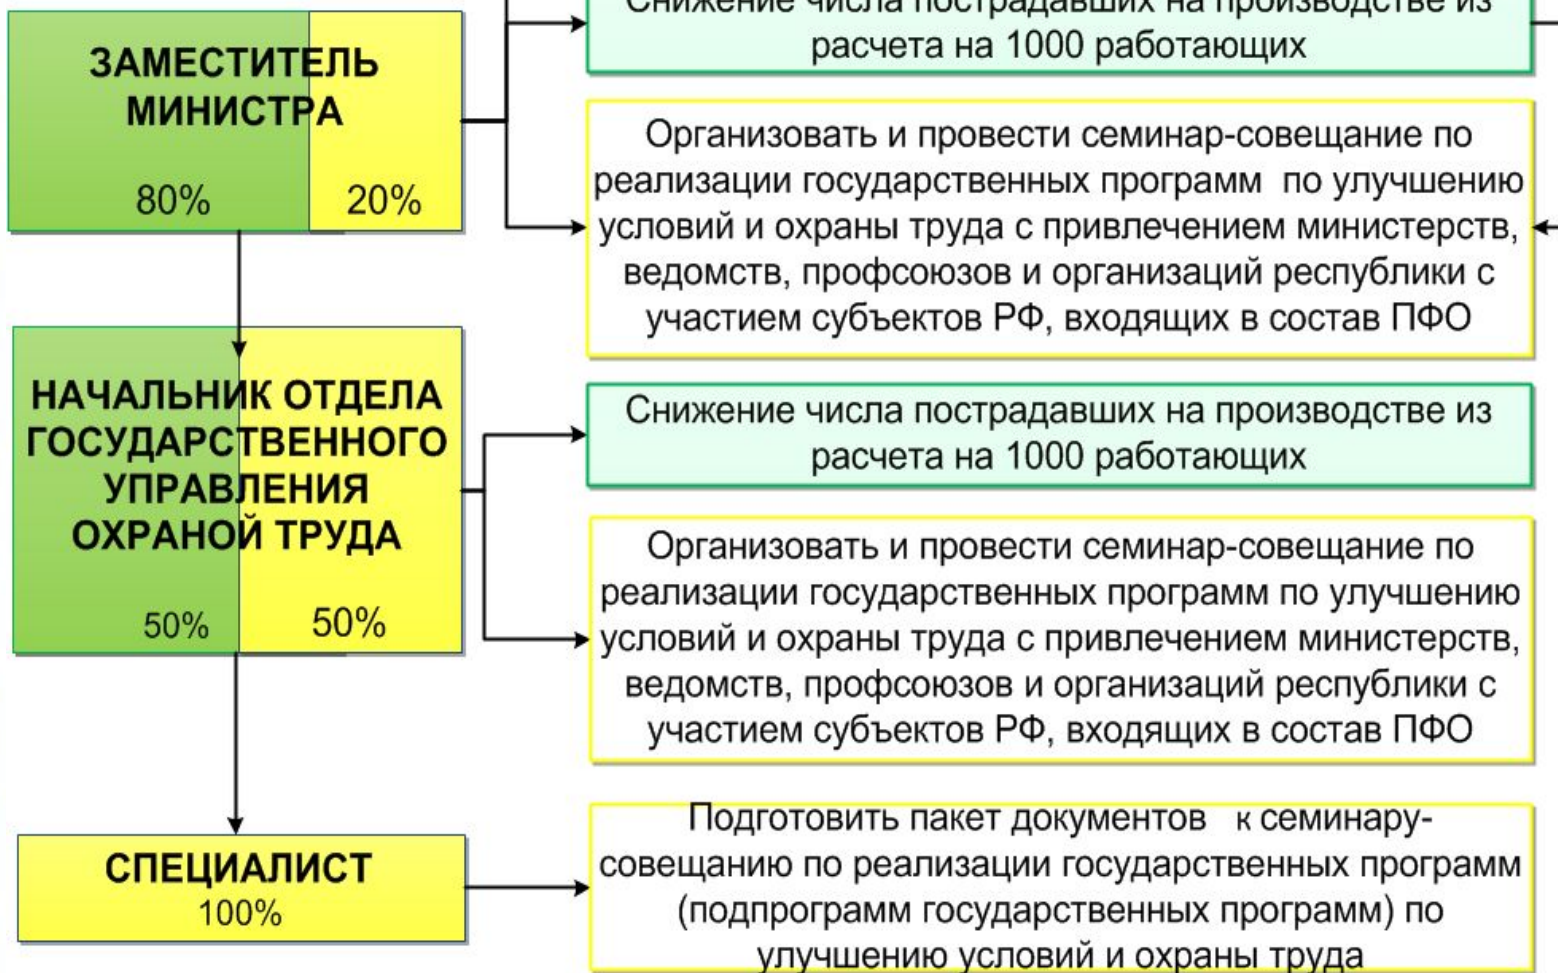 Снижение числа пострадавших на производстве из
расчета на 1000 работающих
ЗАМЕСТИТЕЛЬ
МИНИСТРА
80%
20%
Организовать и провести семинар-совещание по
реализации государственных программ по улучшению
условий и охраны труда с привлечением министерств,
ведомств, профсоюзов и организаций республики с
участием субъектов РФ, входящих в состав ПФО
НАЧАЛЬНИК ОТДЕЛА
ГОСУДАРСТВЕННОГО
УПРАВЛЕНИЯ
ОХРАНОЙ ТРУДА
50%
50%
Снижение числа пострадавших на производстве из
расчета на 1000 работающих
Организовать и провести семинар-совещание по
реализации государственных программ по улучшению
условий и охраны труда с привлечением министерств,
ведомств, профсоюзов и организаций республики с
участием субъектов РФ, входящих в состав ПФО
СПЕЦИАЛИСТ
100%
Подготовить пакет документов к семинару-
совещанию по реализации государственных программ
(подпрограмм государственных программ) по
улучшению условий и охраны труда